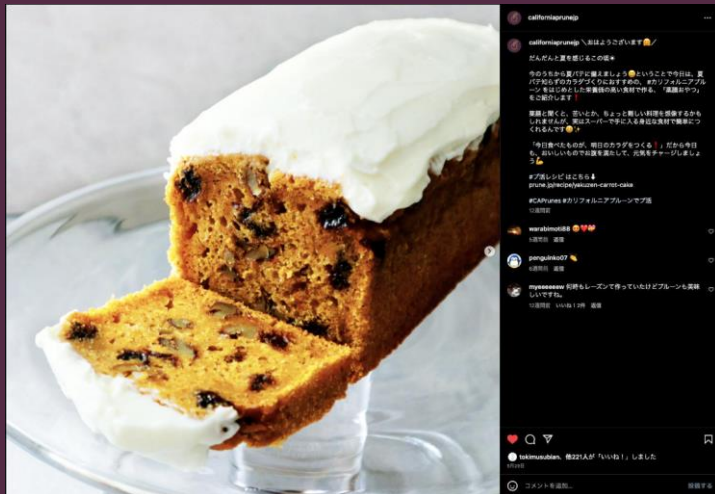 californiaprunejp
californiaprunejp ＼おはようございます🤗／
だんだんと夏を感じるこの頃☀
今のうちから夏バテに備えましょう😄ということで今日は、夏
バテ知らずのカラダづくりにおすすめの、 #カリフォルニアプル
ーン をはじめとした栄養価の高い食材で作る、「薬膳おやつ」
をご紹介します❗
薬膳と聞くと、苦いとか、ちょっと難しい料理を想像するかも
しれませんが、実はスーパーで手に入る身近な食材で簡単につ
くれるんです😄✨
「今日食べたものが、明日のカラダをつくる❗」だから今日
も、おいしいものでお腹を満たして、元気をチャージしましょ
う💪
#プ活レシピ はこちら⬇
prune.jp/recipe/yakuzen-carrot-cake
#CAPrunes #カリフォルニアプルーンでプ活
12週間前
warabimoti88
5週間前 返信
penguinko07 👏
6週間前 返信
myeeeeeeew 何時もレーズンで作っていたけどプルーンも美味
しいですね。
12週間前 いいね！2件 返信
tokimusubian、他221人が「いいね！」しました
コメントを追加...
投稿する